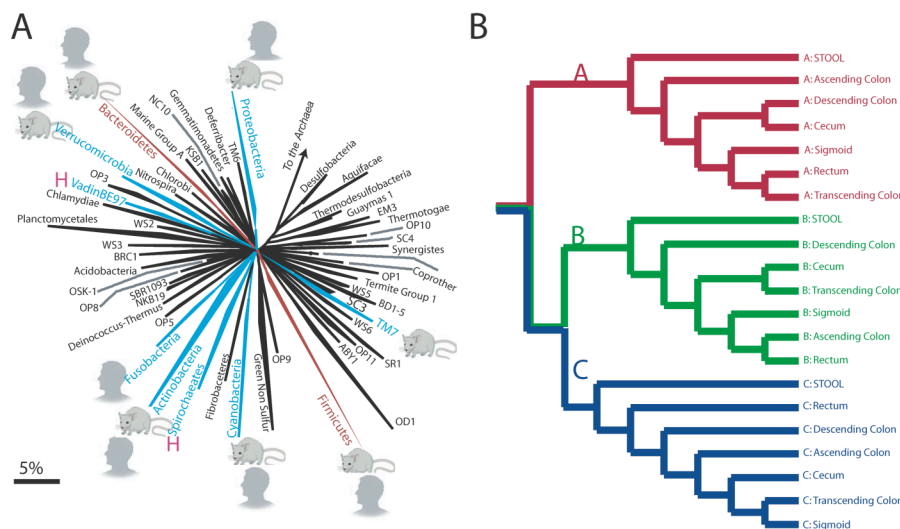 A
B
NC10
Gemmatimonadetes
Deferribacter
Proteobacteria
Bacteroidetes
Marine Group A
KSB1
TM6
To the Archaea
Verrucomicrobia
Chlorobi
Nitrospira
OP3
H
VadinBE97
Chlamydiae
Planctomycetales
WS2
WS3
BRC1
Acidobacteria
OSK-1
OP8
SBR1093
NKB19
Deinococcus-Thermus
OP5
Fusobacteria
Actinobacteria
Spirochaeates
H
Fibrobacteres
Cyanobacteria
Green Non Sulfur
OP9
Firmicutes
OD1
SR1
OP11
ABY1
WS6
TM7
SC3
BD1-5
WS5
Termite Group 1
OP1
Coprother
Synergistes
SC4
OP10
Thermotogae
EM3
Guaymas 1
Thermodesulfobacteria
Aquifacae
Desulfobacteria
5%
A
A: STOOL
A: Ascending Colon
A: Descending Colon
A: Cecum
A: Sigmoid
A: Rectum
A: Transcending Colon
B
B: STOOL
B: Descending Colon
B: Cecum
B: Transcending Colon
B: Sigmoid
B: Ascending Colon
B: Rectum
C
C: STOOL
C: Rectum
C: Descending Colon
C: Ascending Colon
C: Cecum
C: Transcending Colon
C: Sigmoid